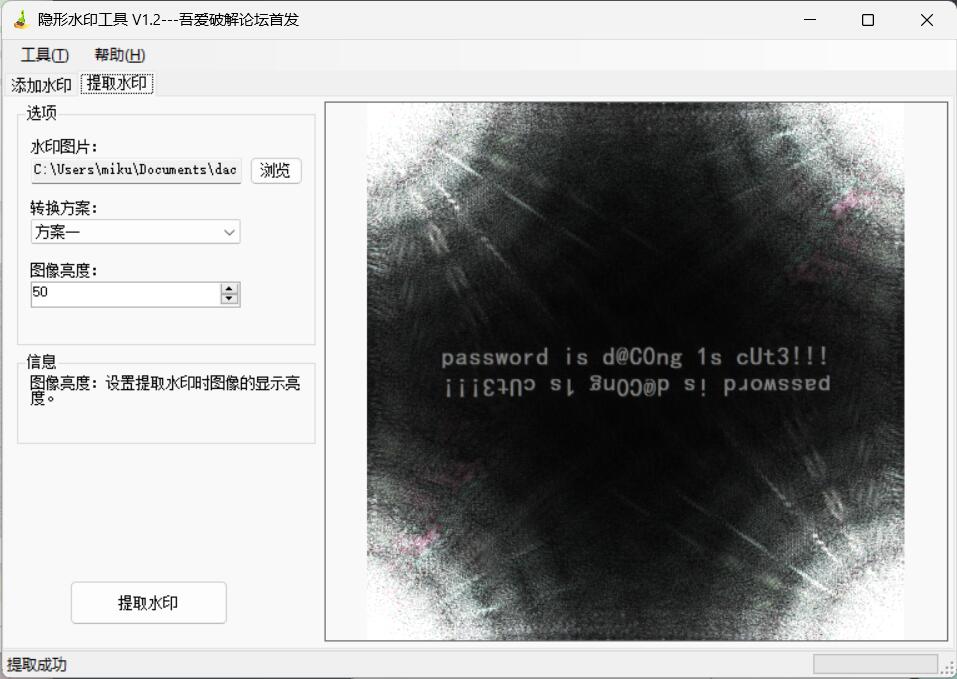 隐形水印工具 V1.2---吾爱破解论坛首发
工具(T) 帮助(H)
添加水印 提取水印
选项
水印图片：
C:\Users\miku\Documents\dac 浏览
转换方案：
方案一
图像亮度：
50
信息
图像亮度：设置提取水印时图像的显示亮
度。
提取水印
password is d@C0ng 1s cUt3!!!
password is d@C0ng 1s cUt3!!!
提取成功